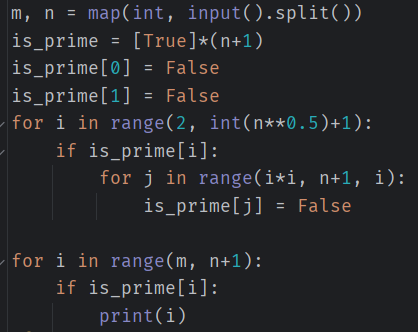 m, n = map(int, input().split())
is_prime = [True]*(n+1)
is_prime[0] = False
is_prime[1] = False
for i in range(2, int(n**0.5)+1):
    if is_prime[i]:
        for j in range(i*i, n+1, i):
            is_prime[j] = False

for i in range(m, n+1):
    if is_prime[i]:
        print(i)